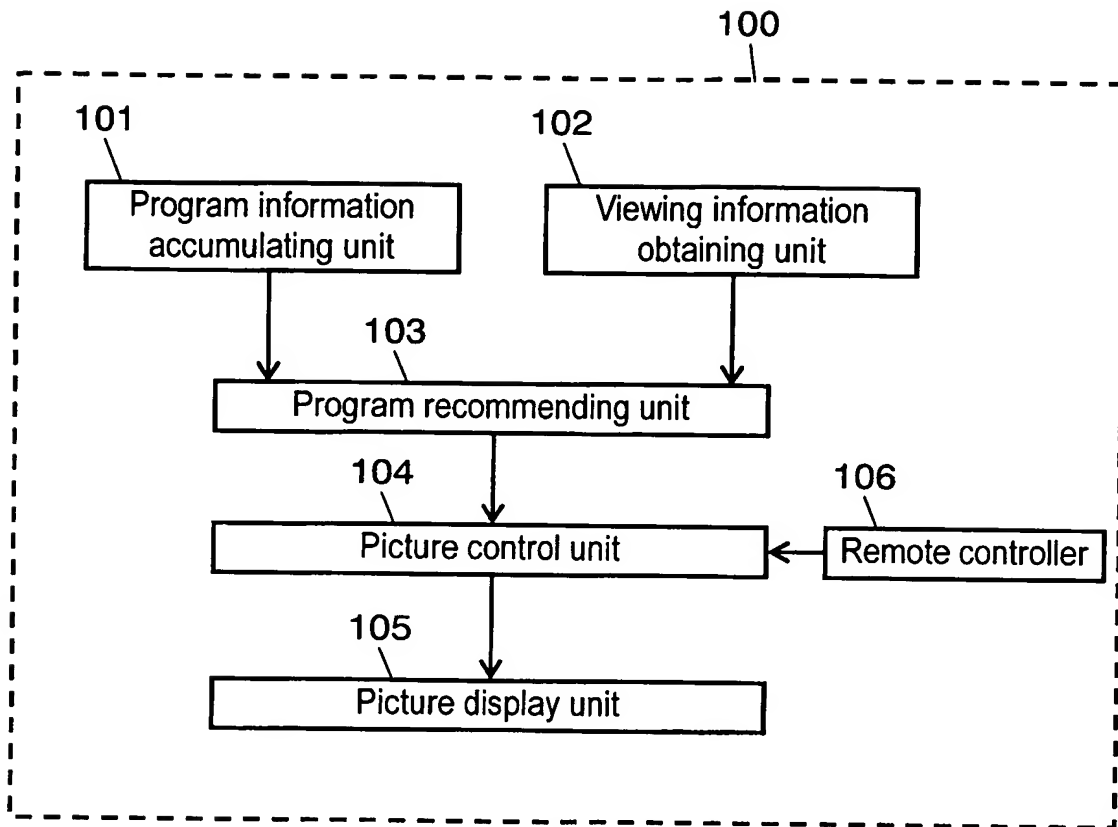 100
101
102
Program information
accumulating unit
Viewing information
obtaining unit
103
Program recommending unit
104
106
Picture control unit
Remote controller
105
Picture display unit